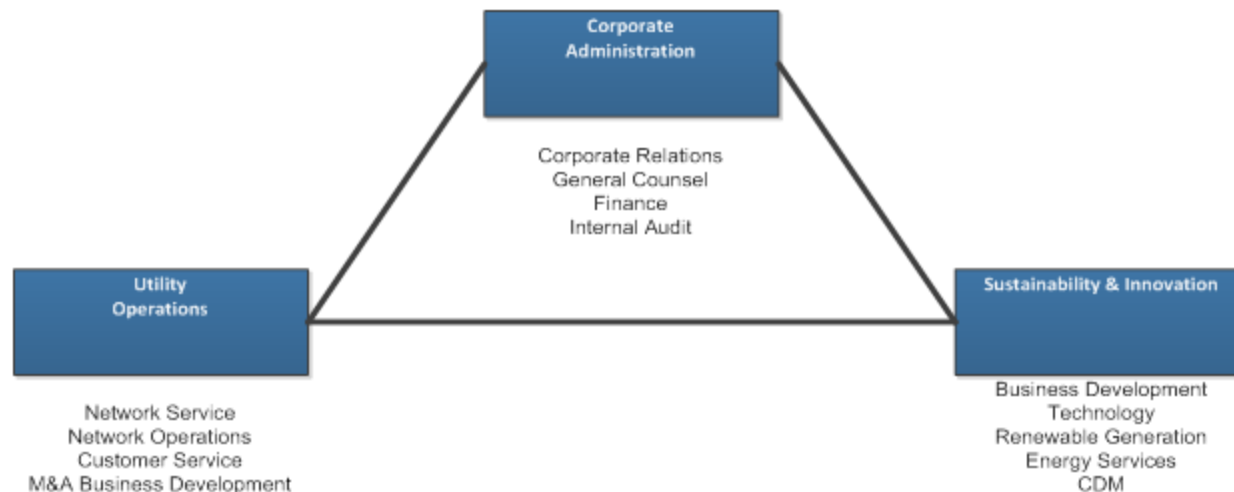 Corporate
Administration
Corporate Relations
General Counsel
Finance
Internal Audit
Utility
Operations
Network Service
Network Operations
Customer Service
M&A Business Development
Sustainability & Innovation
Business Development
Technology
Renewable Generation
Energy Services
CDM